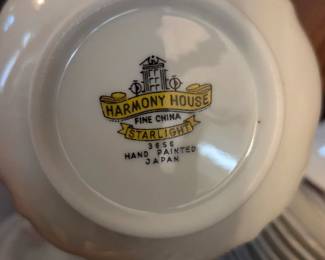 HARMONY HOUSE
FINE CHINA
STARLIGHT
3656
HAND PAINTED
JAPAN